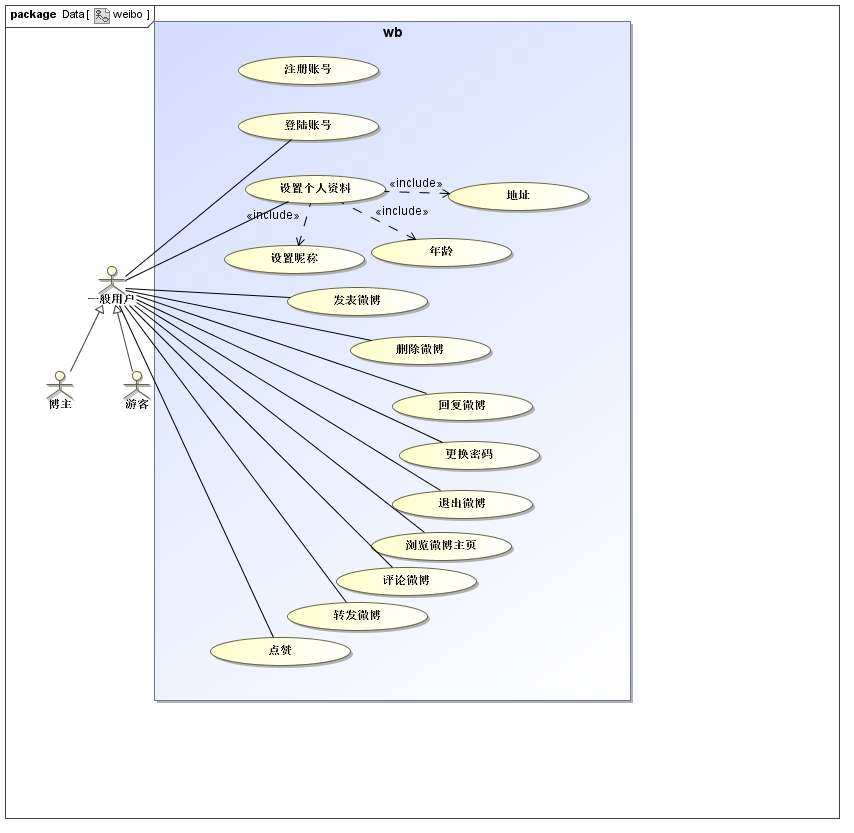 package Data[ weibo ]
wb
注册账号
登陆账号
设置个人资料
«include»
地址
«include»
«include»
设置昵称
年龄
一般用户
发表微博
删除微博
博主
游客
回复微博
更换密码
退出微博
浏览微博主页
评论微博
转发微博
点赞